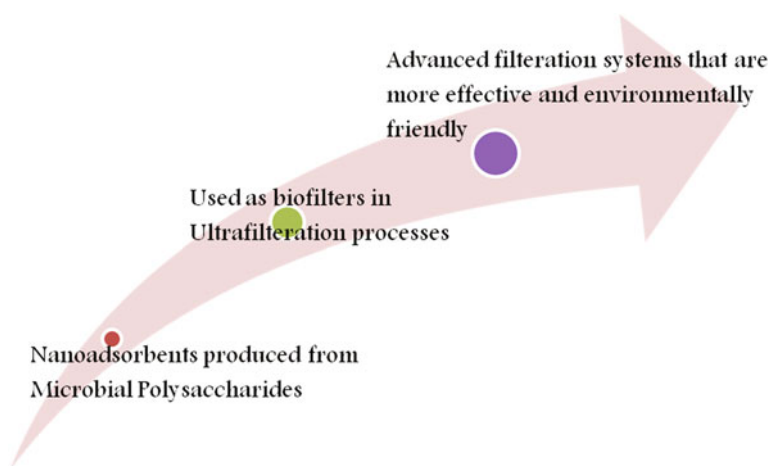 Advanced filteration systems that are
more effective and environmentally
friendly
Used as biofilters in
Ultrafilteration processes
Nanoadsorbents produced from
Microbial Polysaccharides